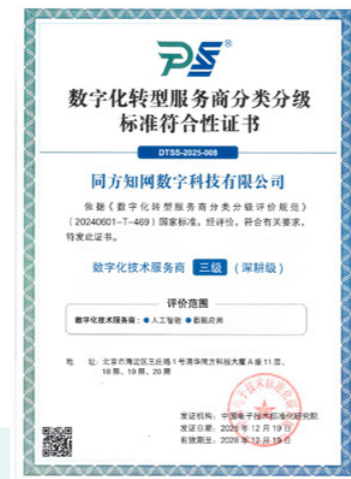 PS®
数字化转型服务商分类分级
标准符合性证书
DTSS-2025-008
同方知网数字科技有限公司
依据《数字化转型服务商分类分级评价规范》
（20240601-T-469）国家标准，经评价，符合有关要求，
特发此证书。
数字化技术服务商 三级 （深耕级）
评价范围
数字化技术服务商：●人工智能 ●数据应用
地 址：北京市海淀区王庄路1号清华同方科技大厦A座11层、
18层、19层、20层
发证机构：中国电子技术标准化研究院
发证日期：2025年12月19日
有效期至：2028年12月19日